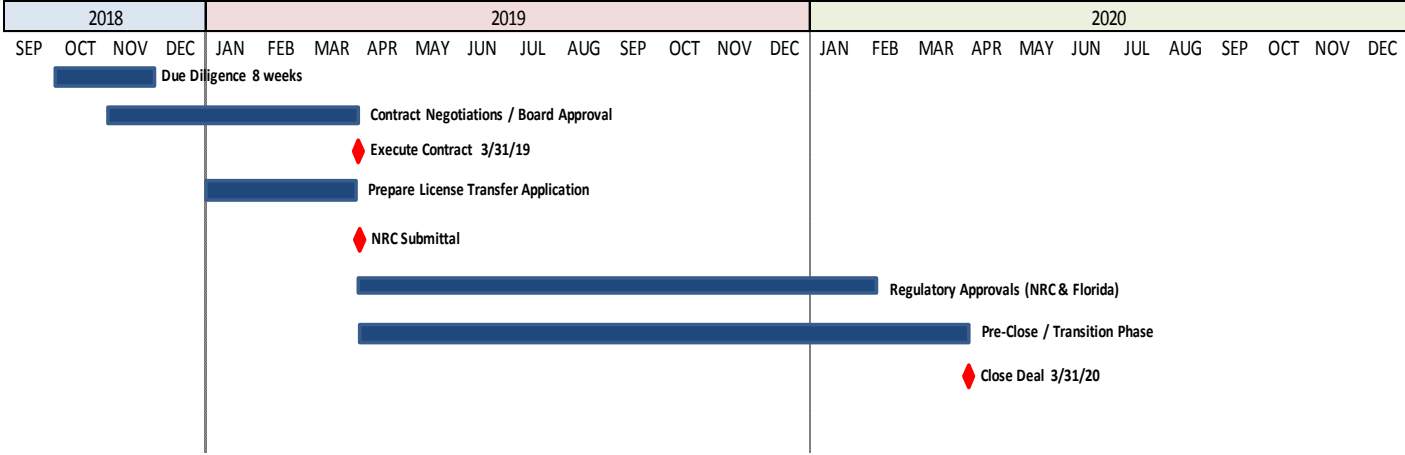 2018 2019 2020
SEP OCT NOV DEC JAN FEB MAR APR MAY JUN JUL AUG SEP OCT NOV DEC JAN FEB MAR APR MAY JUN JUL AUG SEP OCT NOV DEC
Due Diligence 8 weeks
Contract Negotiations / Board Approval
Execute Contract 3/31/19
Prepare License Transfer Application
NRC Submittal
Regulatory Approvals (NRC & Florida)
Pre-Close / Transition Phase
Close Deal 3/31/20